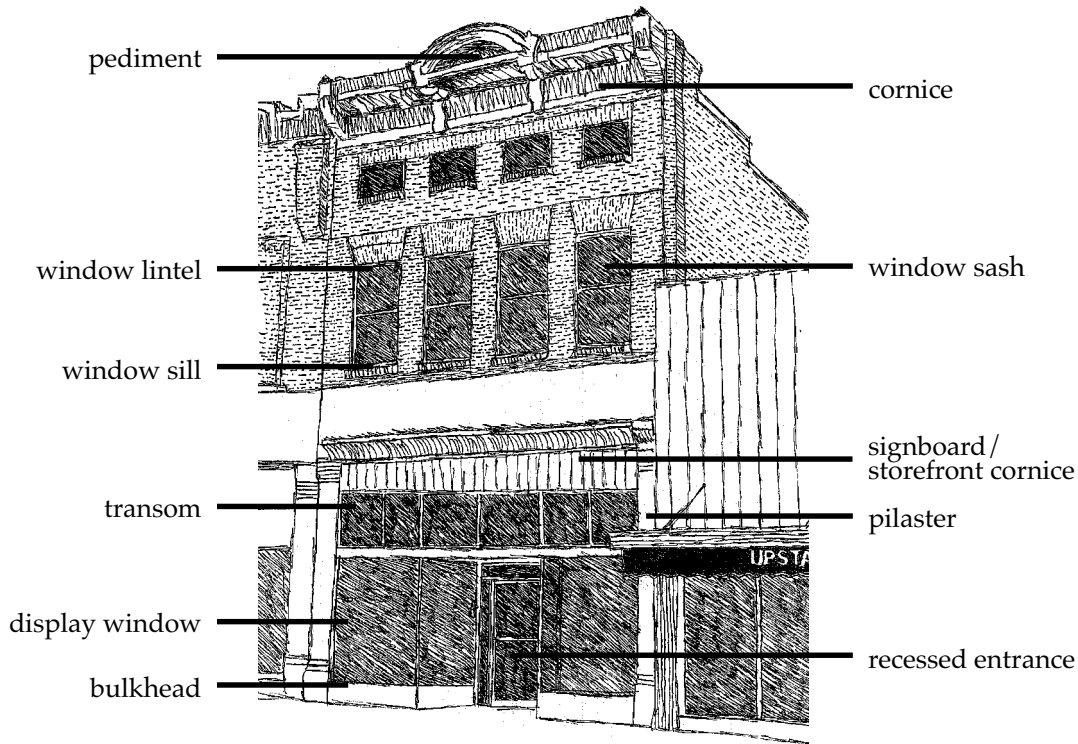 pediment
cornice
window lintel
window sash
window sill
signboard/
storefront cornice
transom
pilaster
UPSTA
display window
recessed entrance
bulkhead